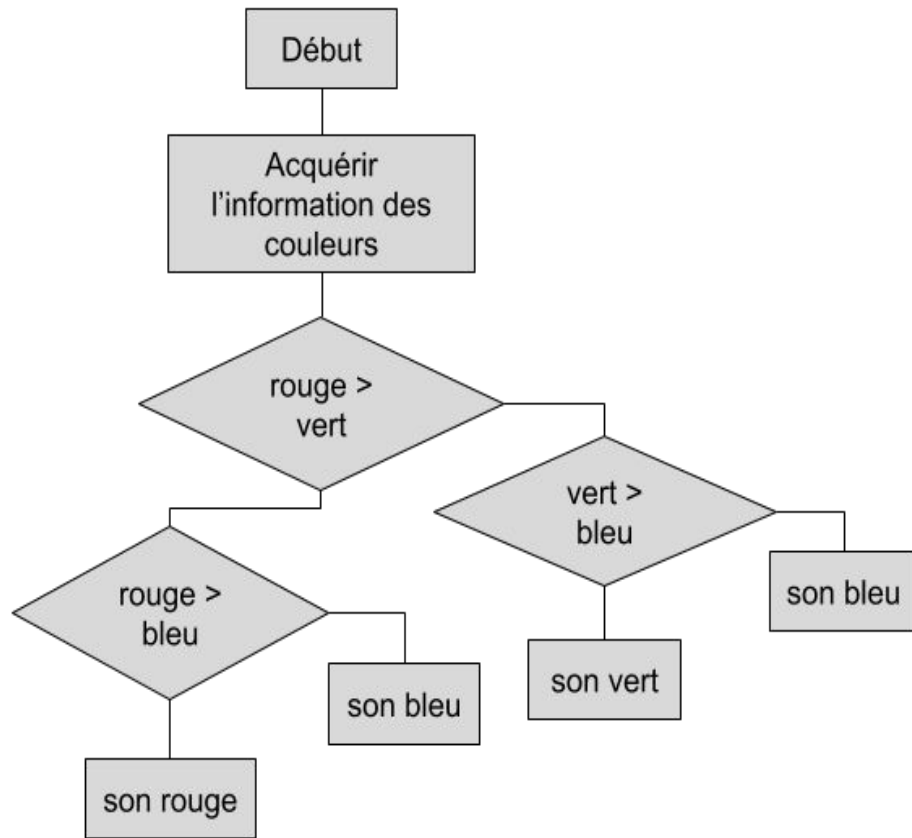 Début
Acquérir
l'information des
couleurs
rouge >
vert
vert >
bleu
son bleu
rouge >
bleu
son vert
son bleu
son rouge